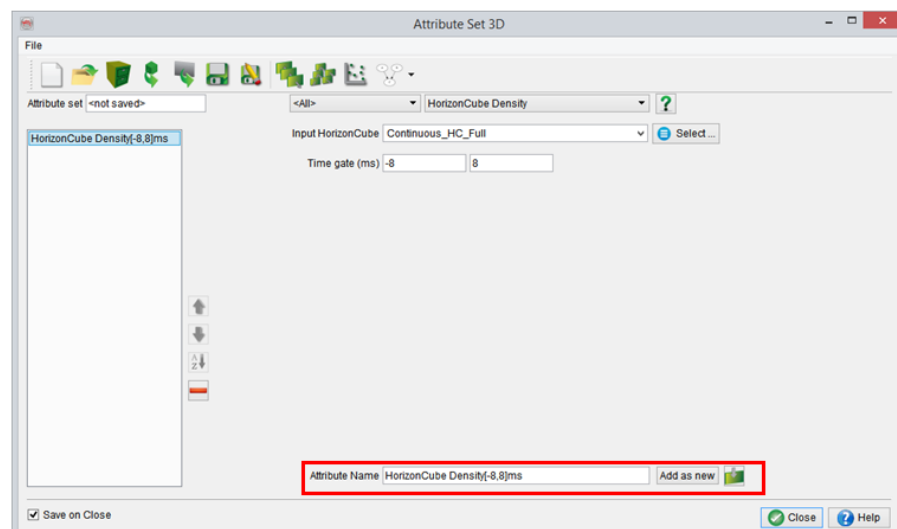 Attribute Set 3D
File
Attribute set <not saved> <All> HorizonCube Density ?
HorizonCube Density[-8,8]ms
Input HorizonCube Continuous_HC_Full Select ...
Time gate (ms) -8 8
A
Z
Attribute Name HorizonCube Density[-8,8]ms Add as new
Save on Close
Close ? Help